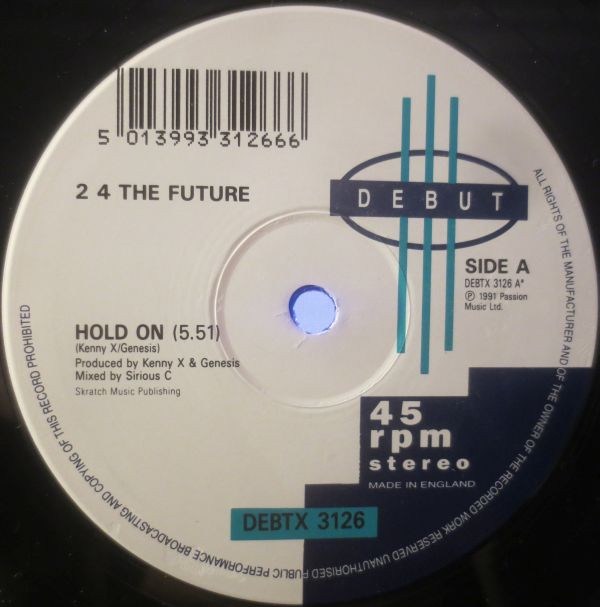 5 013993 312666
2 4 THE FUTURE
DEBUT
SIDE A
DEBTX 3126 A*
Ⓟ 1991 Passion
Music Ltd.
HOLD ON (5.51)
(Kenny X/Genesis)
Produced by Kenny X & Genesis
Mixed by Sirious C
Skratch Music Publishing
45
rpm
stereo
MADE IN ENGLAND
DEBTX 3126
ALL RIGHTS OF THE MANUFACTURER AND OF THE OWNER OF THE RECORDED WORK RESERVED UNAUTHORISED PUBLIC PERFORMANCE BROADCASTING AND COPYING OF THIS RECORD PROHIBITED